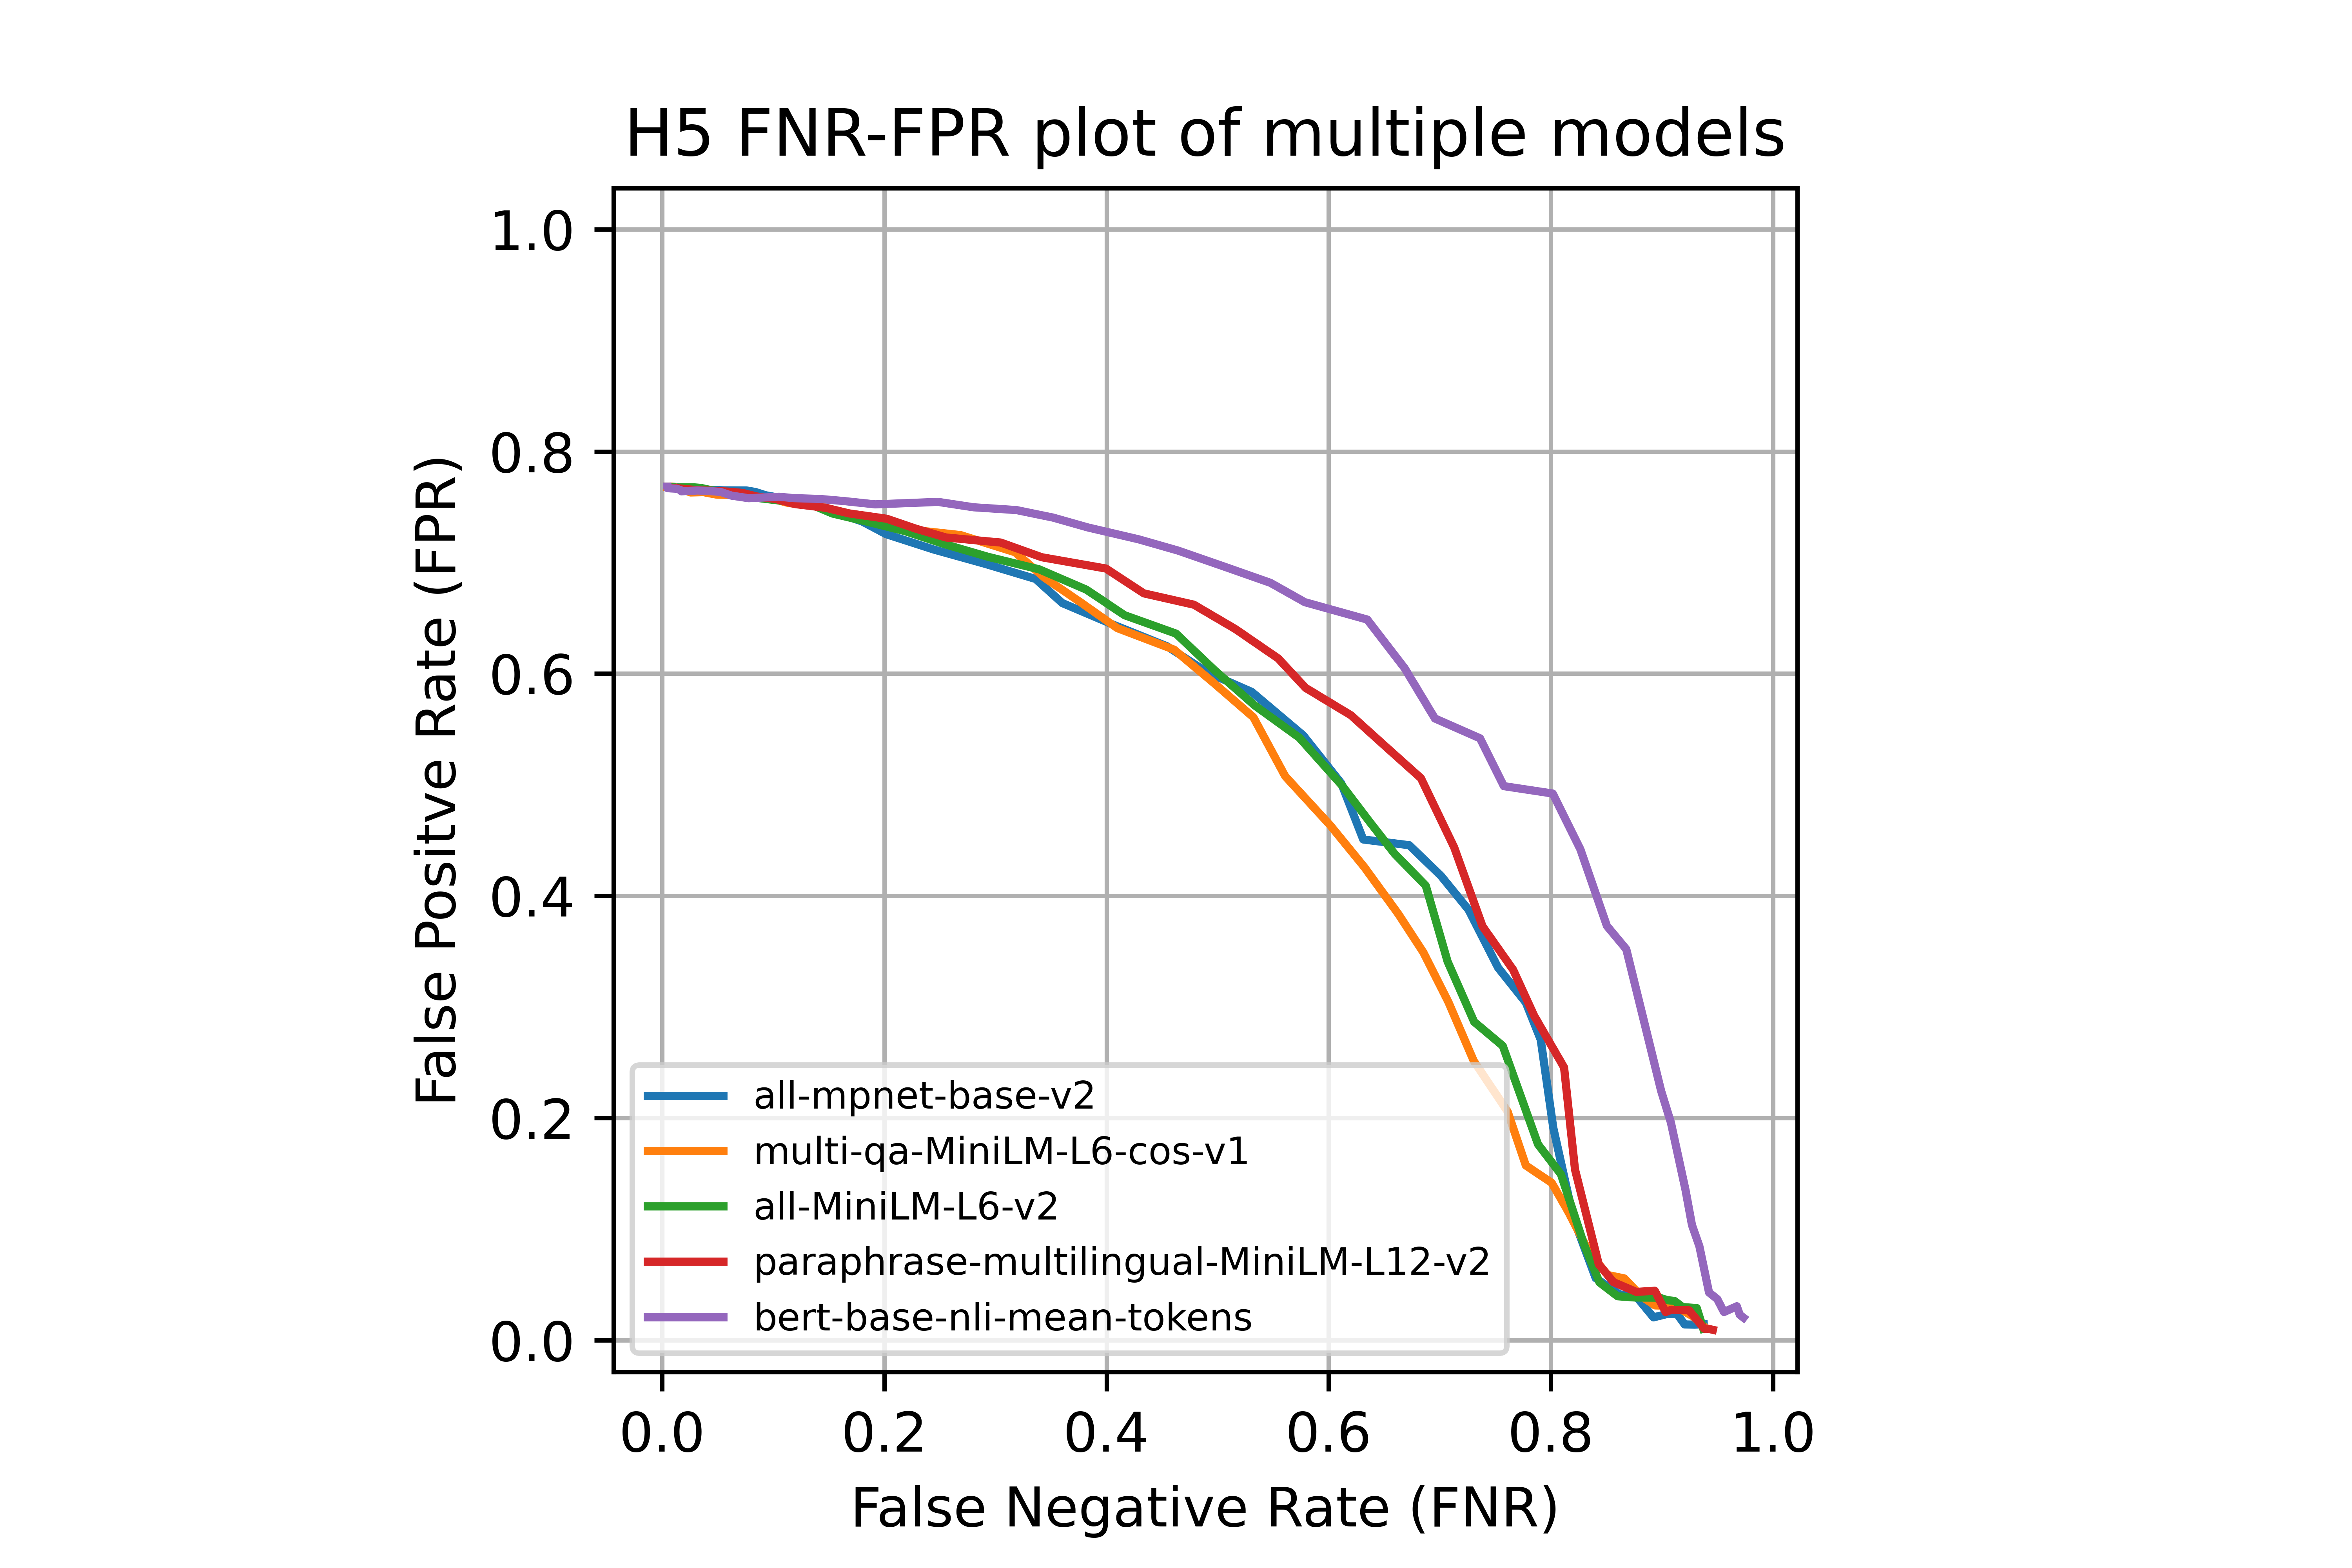 H5 FNR-FPR plot of multiple models
1.0
0.8
0.6
0.4
0.2
0.0
False Positve Rate (FPR)
all-mpnet-base-v2
multi-qa-MiniLM-L6-cos-v1
all-MiniLM-L6-v2
paraphrase-multilingual-MiniLM-L12-v2
bert-base-nli-mean-tokens
0.0 0.2 0.4 0.6 0.8 1.0
False Negative Rate (FNR)